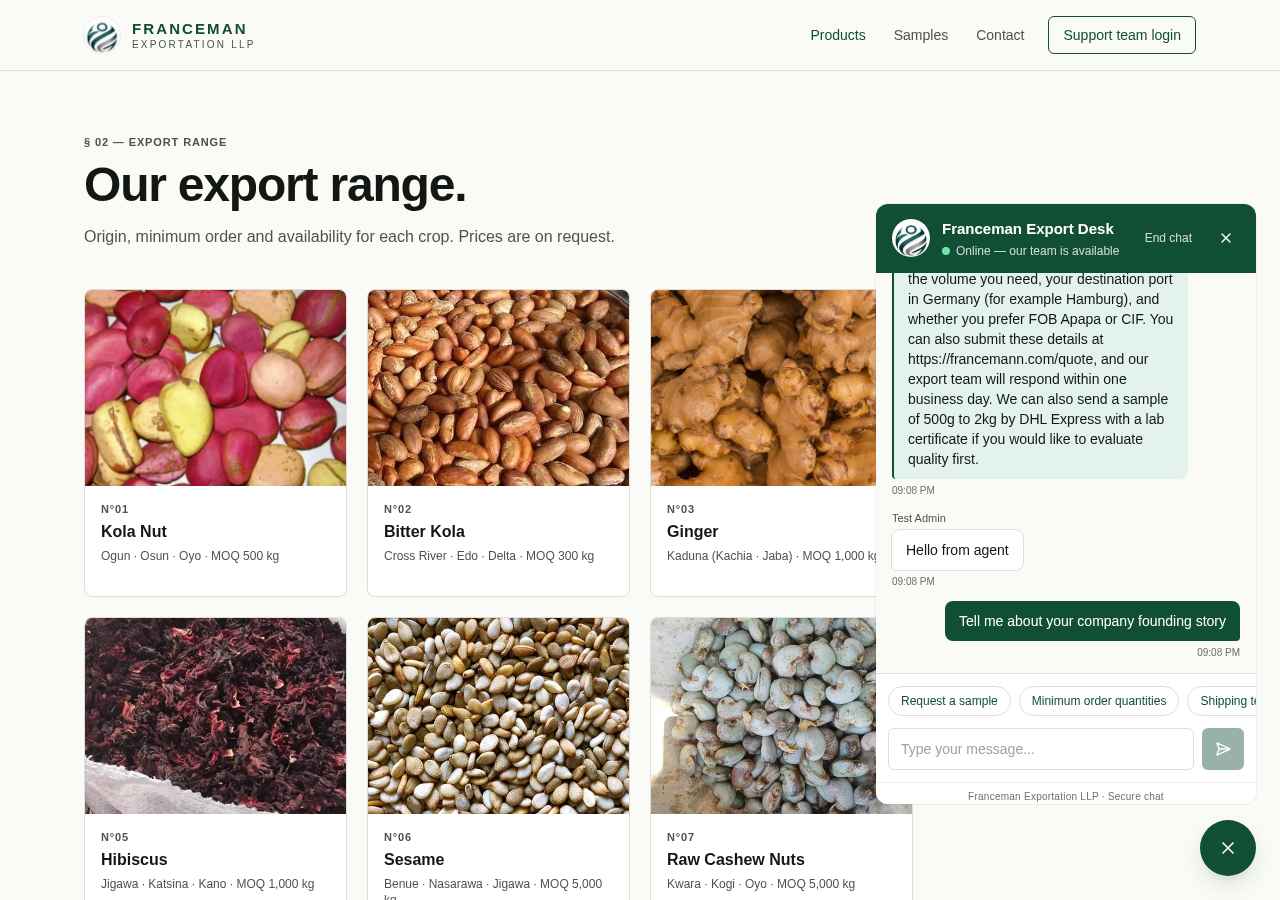 FRANCEMAN
EXPORTATION LLP
Products
Samples
Contact
Support team login
§ 02 — EXPORT RANGE
Our export range.
Origin, minimum order and availability for each crop. Prices are on request.
N°01
Kola Nut
Ogun · Osun · Oyo · MOQ 500 kg
N°02
Bitter Kola
Cross River · Edo · Delta · MOQ 300 kg
N°03
Ginger
Kaduna (Kachia · Jaba) · MOQ 1,000 kg
N°05
Hibiscus
Jigawa · Katsina · Kano · MOQ 1,000 kg
N°06
Sesame
Benue · Nasarawa · Jigawa · MOQ 5,000
kg
N°07
Raw Cashew Nuts
Kwara · Kogi · Oyo · MOQ 5,000 kg
Franceman Export Desk
Online — our team is available
End chat
the volume you need, your destination port
in Germany (for example Hamburg), and
whether you prefer FOB Apapa or CIF. You
can also submit these details at
https://francemann.com/quote, and our
export team will respond within one
business day. We can also send a sample
of 500g to 2kg by DHL Express with a lab
certificate if you would like to evaluate
quality first.
09:08 PM
Test Admin
Hello from agent
09:08 PM
Tell me about your company founding story
09:08 PM
Request a sample
Minimum order quantities
Shipping te
Type your message...
Franceman Exportation LLP · Secure chat